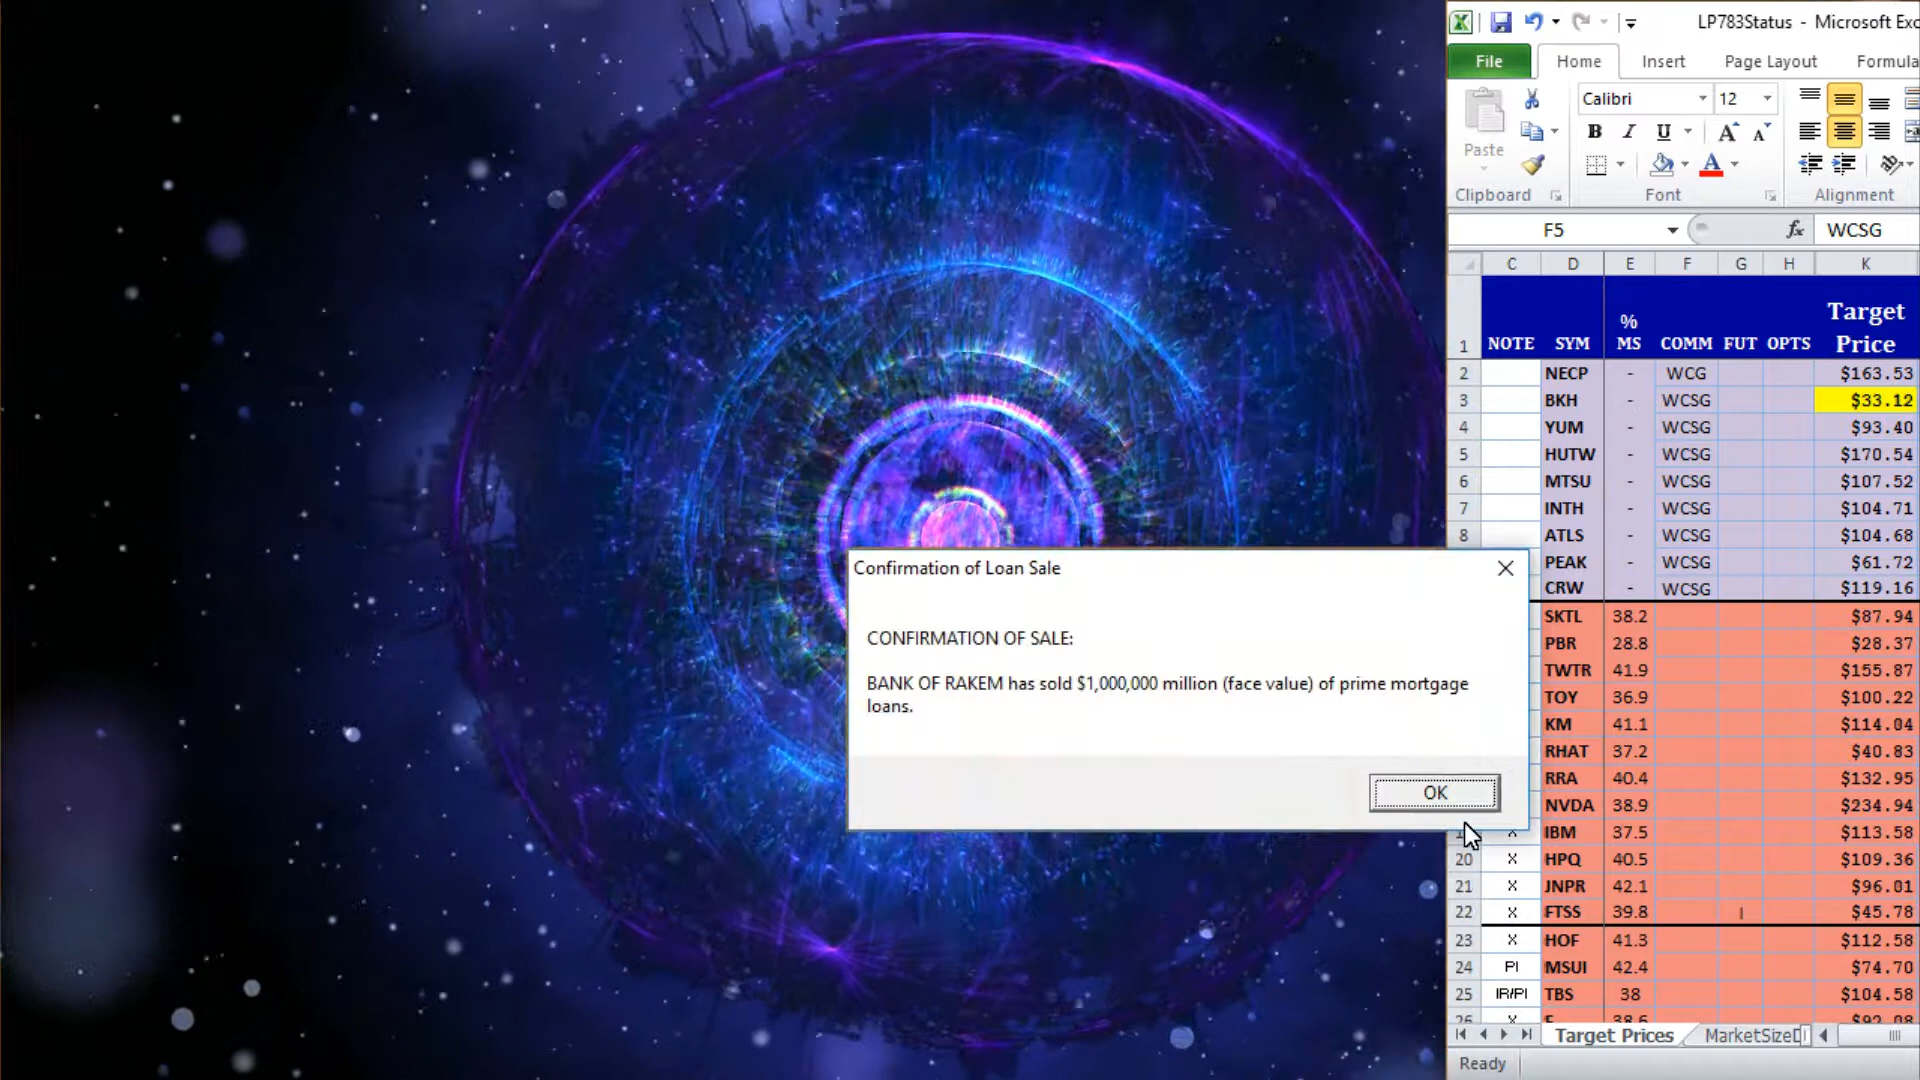 LP783Status - Microsoft Exc
File Home Insert Page Layout Formula
Calibri 12
B I U A A
Paste A
Clipboard Font Alignment
F5 fx WCSG
C D E F G H K
1 NOTE SYM % MS COMM FUT OPTS Target Price
2 NECP - WCG $163.53
3 BKH - WCSG $33.12
4 YUM - WCSG $93.40
5 HUTW - WCSG $170.54
6 MTSU - WCSG $107.52
7 INTH - WCSG $104.71
8 ATLS - WCSG $104.68
PEAK - WCSG $61.72
CRW - WCSG $119.16
SKTL 38.2 $87.94
PBR 28.8 $28.37
TWTR 41.9 $155.87
TOY 36.9 $100.22
KM 41.1 $114.04
RHAT 37.2 $40.83
RRA 40.4 $132.95
NVDA 38.9 $234.94
IBM 37.5 $113.58
20 X HPQ 40.5 $109.36
21 X JNPR 42.1 $96.01
22 X FTSS 39.8 I $45.78
23 X HOF 41.3 $112.58
24 PI MSUI 42.4 $74.70
25 IR/PI TBS 38 $104.58
26 X F 38.6 $92.08
Target Prices MarketSizeD
Ready
Confirmation of Loan Sale
CONFIRMATION OF SALE:
BANK OF RAKEM has sold $1,000,000 million (face value) of prime mortgage
loans.
OK